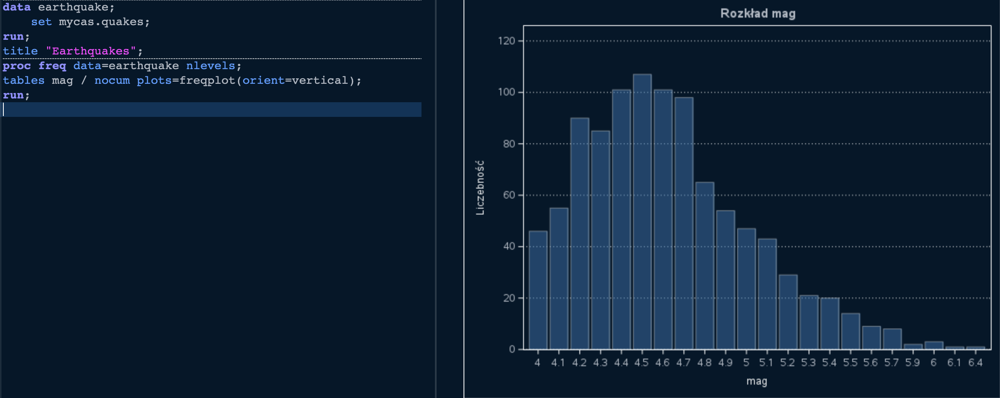 data earthquake;
set mycas.quakes;
run;
title "Earthquakes";
proc freq data=earthquake nlevels;
tables mag / nocum plots=freqplot(orient=vertical);
run;
Rozkład mag
120
100
80
60
40
20
0
Liczebność
4 4.1 4.2 4.3 4.4 4.5 4.6 4.7 4.8 4.9 5 5.1 5.2 5.3 5.4 5.5 5.6 5.7 5.9 6 6.1 6.4
mag